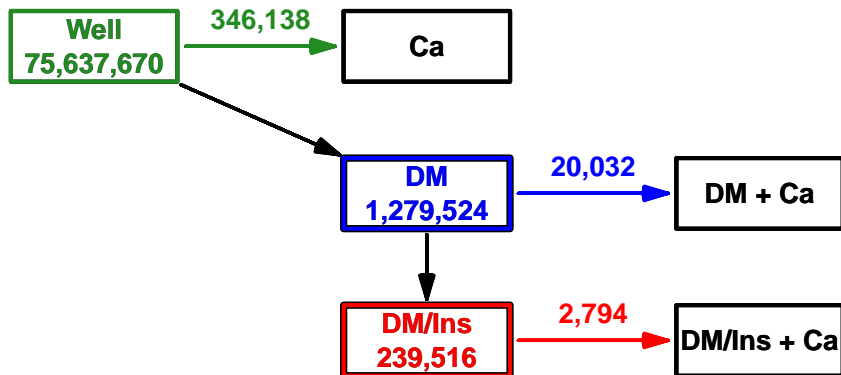 Well
75,637,670
346,138
Ca
DM
1,279,524
20,032
DM + Ca
DM/Ins
239,516
2,794
DM/Ins + Ca